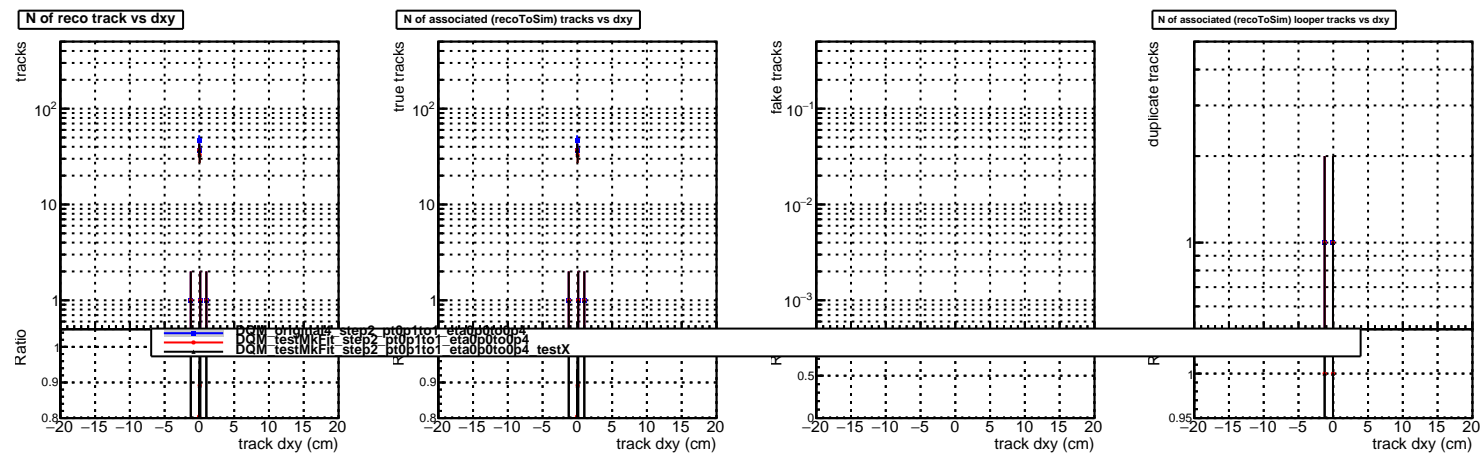 N of reco track vs dxy
N of associated (recoToSim) tracks vs dxy
N of associated (recoToSim) looper tracks vs dxy
tracks
10²
10
1
Ratio
1
0.9
0.8
−20 −15 −10 −5 0 5 10 15 20
track dxy (cm)
true tracks
10²
10
1
0.9
0.8
−20 −15 −10 −5 0 5 10 15 20
track dxy (cm)
fake tracks
10⁻¹
10⁻²
10⁻³
0.5
0
−20 −15 −10 −5 0 5 10 15 20
track dxy (cm)
duplicate tracks
1
1
0.95
−20 −15 −10 −5 0 5 10 15 20
track dxy (cm)
DQM_original4_step2_pt0p1to1_eta0p0to0p4
DQM_testMkFit_step2_pt0p1to1_eta0p0to0p4
DQM_testMkFit_step2_pt0p1to1_eta0p0to0p4_testX